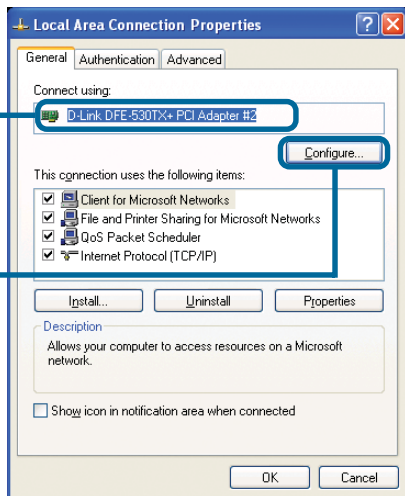 Local Area Connection Properties
General Authentication Advanced
Connect using:
D-Link DFE-530TX+ PCI Adapter #2
Configure...
This connection uses the following items:
Client for Microsoft Networks
File and Printer Sharing for Microsoft Networks
QoS Packet Scheduler
Internet Protocol (TCP/IP)
Install... Uninstall Properties
Description
Allows your computer to access resources on a Microsoft
network.
Show icon in notification area when connected
OK Cancel